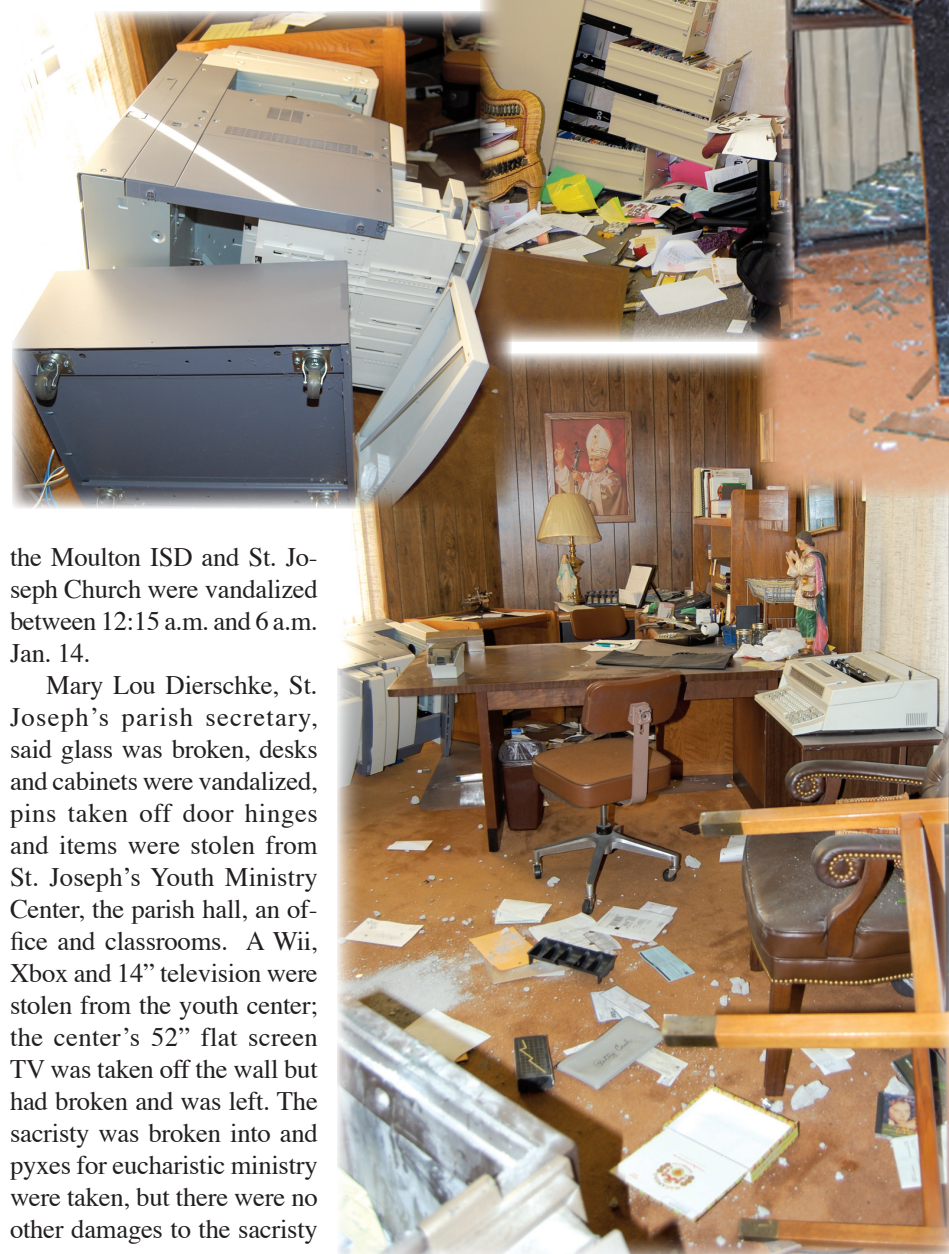 the Moulton ISD and St. Jo-
seph Church were vandalized
between 12:15 a.m. and 6 a.m.
Jan. 14.
Mary Lou Dierschke, St.
Joseph’s parish secretary,
said glass was broken, desks
and cabinets were vandalized,
pins taken off door hinges
and items were stolen from
St. Joseph’s Youth Ministry
Center, the parish hall, an of-
fice and classrooms.  A Wii,
Xbox and 14” television were
stolen from the youth center;
the center’s 52” flat screen
TV was taken off the wall but
had broken and was left. The
sacristy was broken into and
pyxes for eucharistic ministry
were taken, but there were no
other damages to the sacristy
Petty Cash